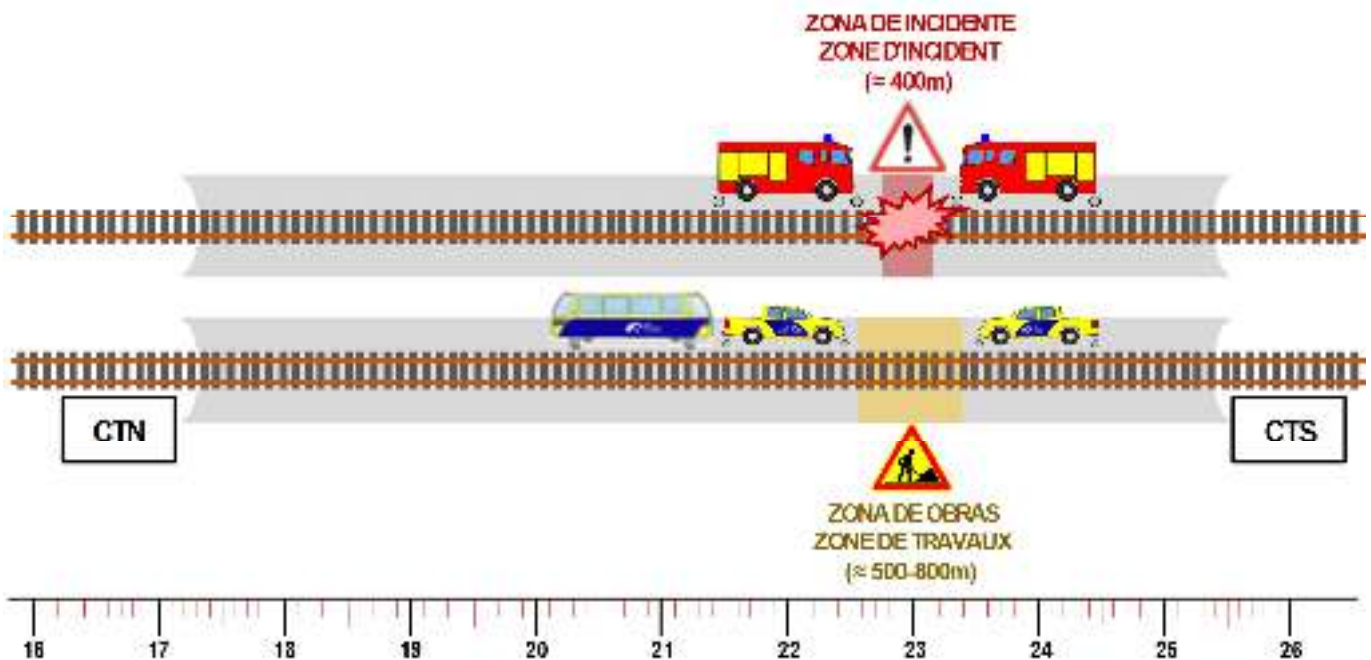 ZONA DE INCIDENTE
ZONE D'INCIDENT
(≈ 400m)
CTN
CTS
ZONA DE OBRAS
ZONE DE TRAVAUX
(≈ 500-800m)
16 17 18 19 20 21 22 23 24 25 26